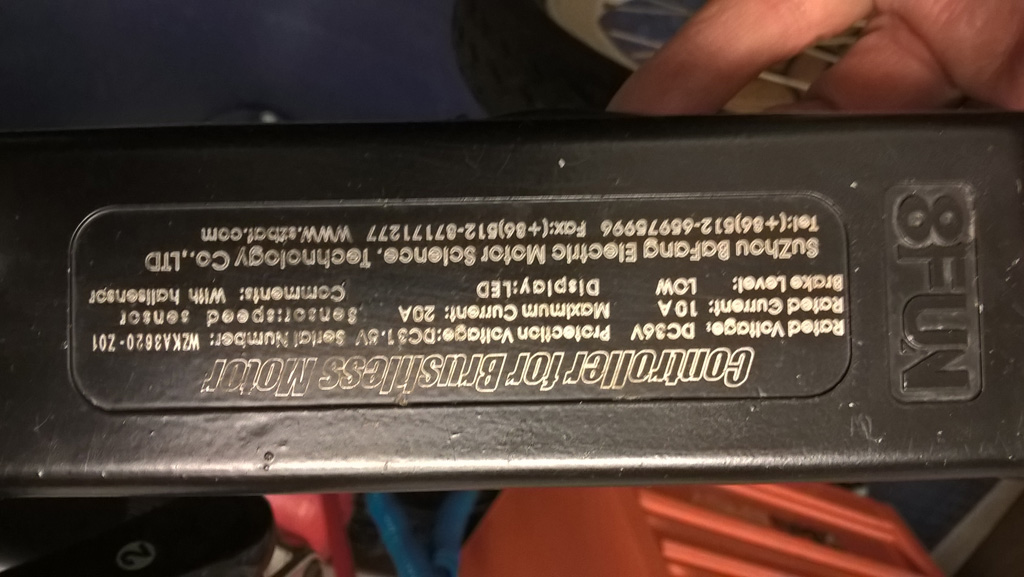 Controller for Brushless Motor
Rated Voltage: DC36V Protection Voltage:DC31.5V Serial Number: WZKA3620-Z01
Rated Current: 10A Maximum Current: 20A Sensor:speed sensor
Brake Level: LOW Display:LED Comments: With hallsensor
SuZhou BaFang Electric Motor Science. Technology Co.,LTD
Tel:(+86)512-65975996 Fax:(+86)512-87171277 WWW.szbaf.com
8FUN
2